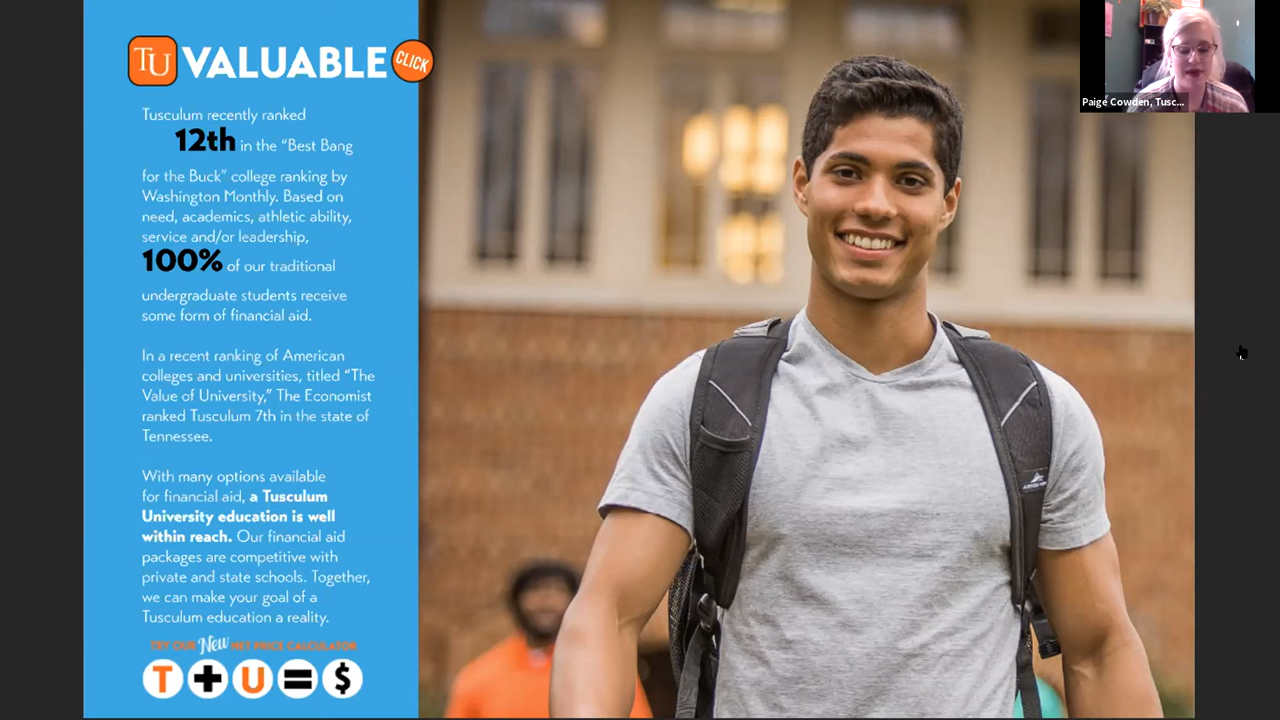 TU VALUABLE CLICK
Tusculum recently ranked
12th in the “Best Bang
for the Buck” college ranking by
Washington Monthly. Based on
need, academics, athletic ability,
service and/or leadership,
100% of our traditional
undergraduate students receive
some form of financial aid.
In a recent ranking of American
colleges and universities, titled “The
Value of University,” The Economist
ranked Tusculum 7th in the state of
Tennessee.
With many options available
for financial aid, a Tusculum
University education is well
within reach. Our financial aid
packages are competitive with
private and state schools. Together,
we can make your goal of a
Tusculum education a reality.
TRY OUR New NET PRICE CALCULATOR
T + U = $
Paige Cowden, Tusc...